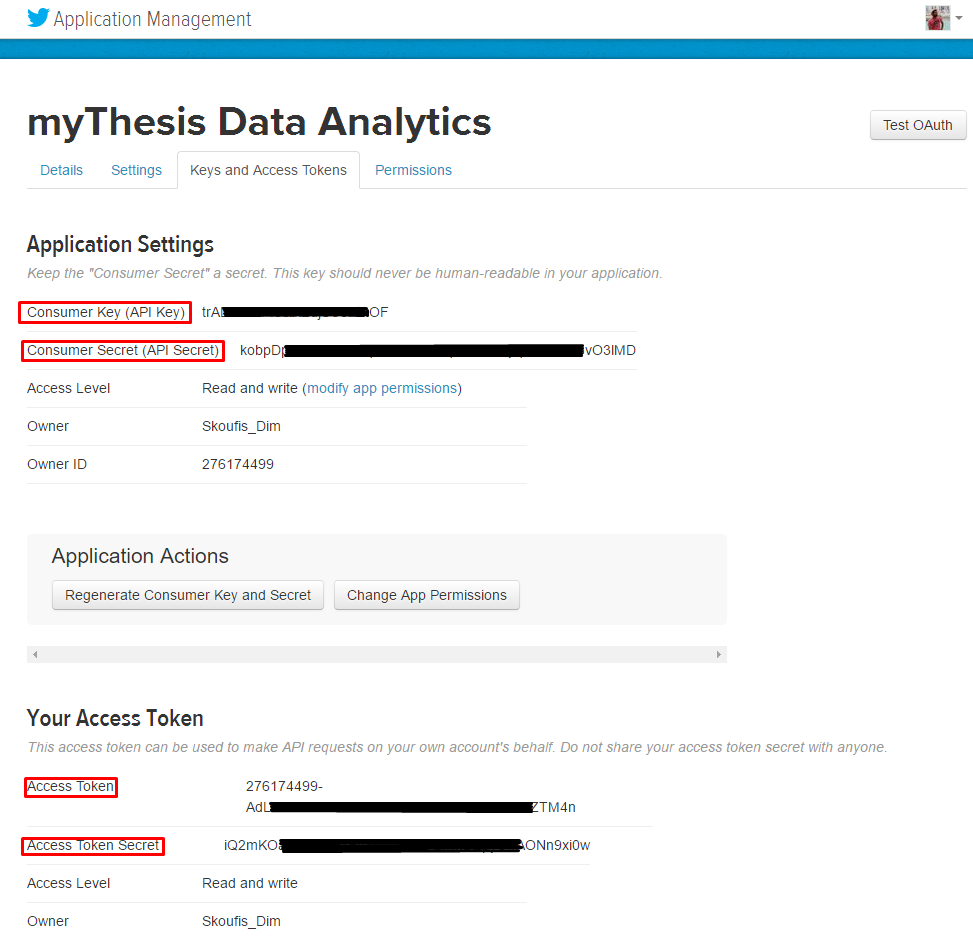 Application Management
myThesis Data Analytics
Test OAuth
Details Settings Keys and Access Tokens Permissions
Application Settings
Keep the "Consumer Secret" a secret. This key should never be human-readable in your application.
Consumer Key (API Key) trA OF
Consumer Secret (API Secret) kobpD vO3IMD
Access Level Read and write (modify app permissions)
Owner Skoufis_Dim
Owner ID 276174499
Application Actions
Regenerate Consumer Key and Secret Change App Permissions
Your Access Token
This access token can be used to make API requests on your own account's behalf. Do not share your access token secret with anyone.
Access Token 276174499-
AdL ZTM4n
Access Token Secret iQ2mKO ONn9xi0w
Access Level Read and write
Owner Skoufis_Dim